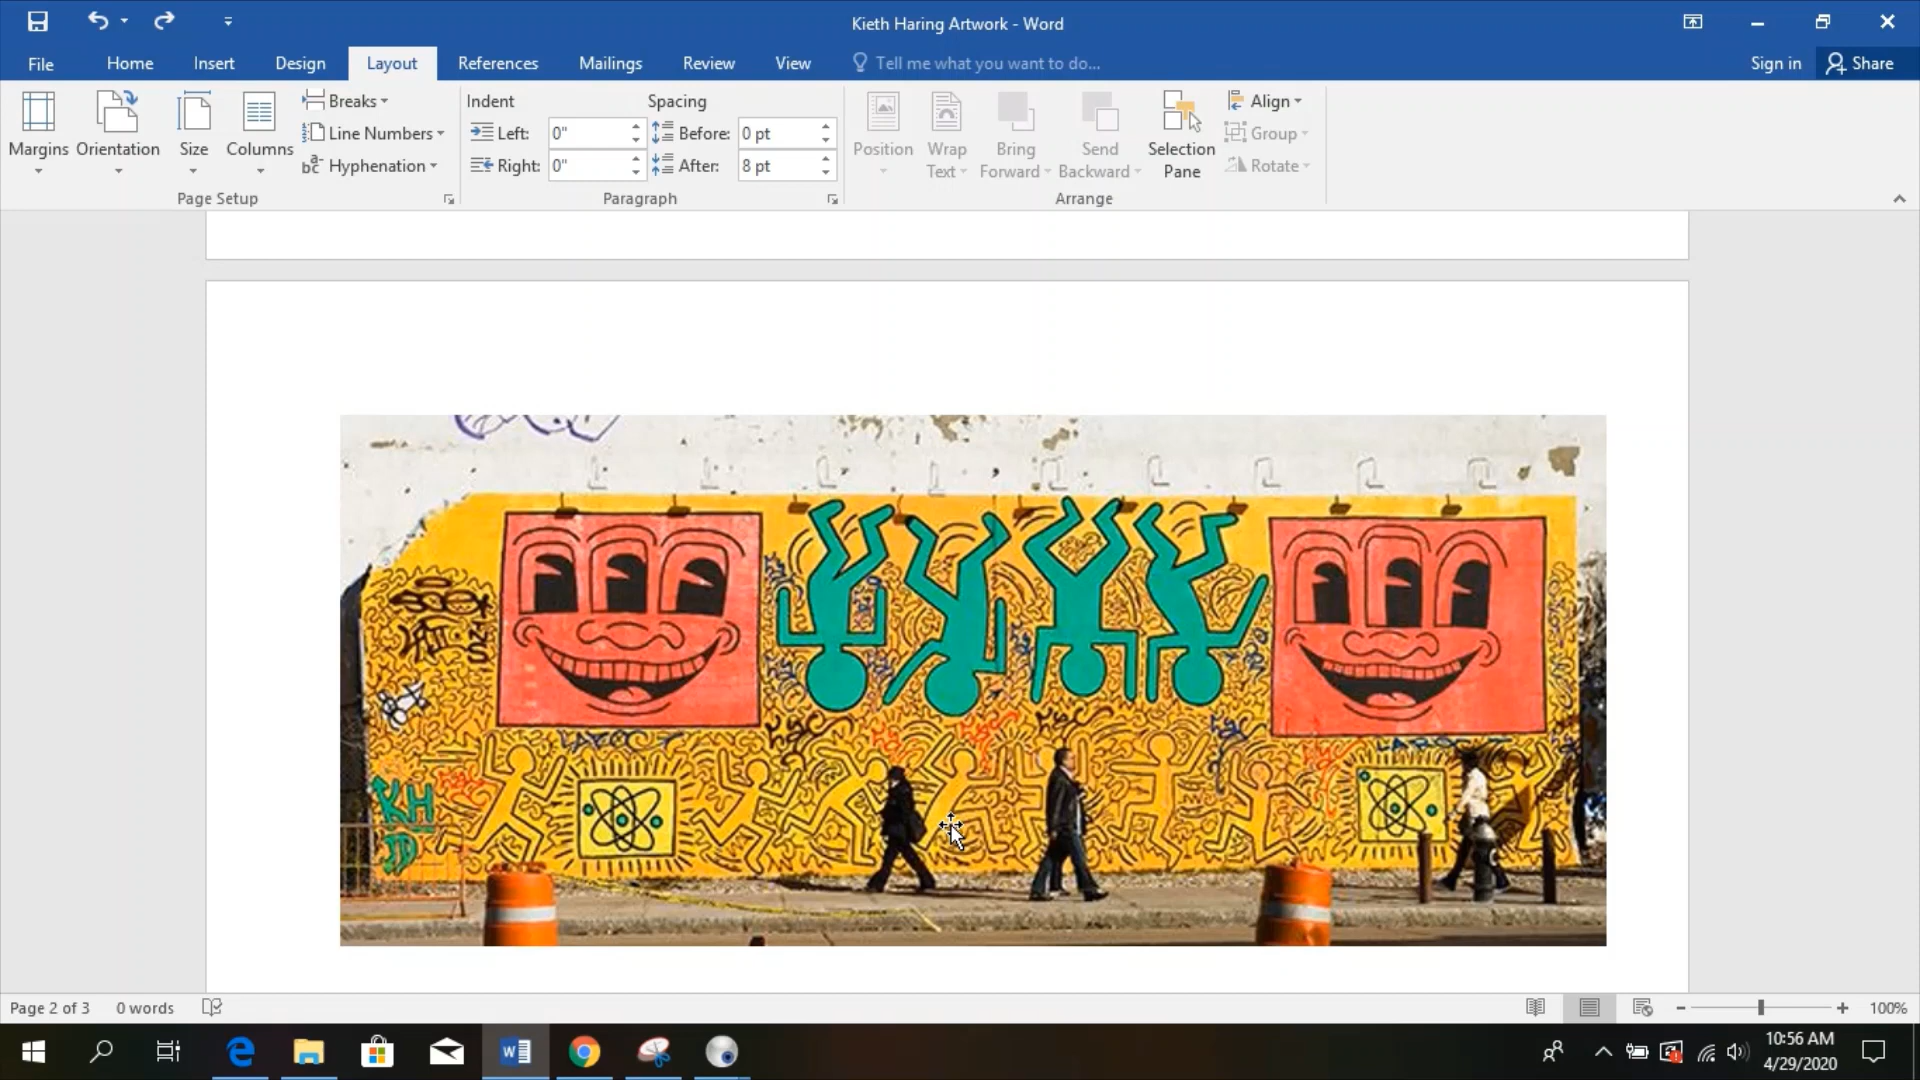 Kieth Haring Artwork - Word
File Home Insert Design Layout References Mailings Review View Tell me what you want to do... Sign in Share
Margins Orientation Size Columns
Breaks
Line Numbers
Hyphenation
Page Setup
Indent
Left: 0"
Right: 0"
Spacing
Before: 0 pt
After: 8 pt
Paragraph
Position
Wrap Text
Bring Forward
Send Backward
Selection Pane
Align
Group
Rotate
Arrange
KH
JD
Page 2 of 3 0 words 100%
10:56 AM
4/29/2020